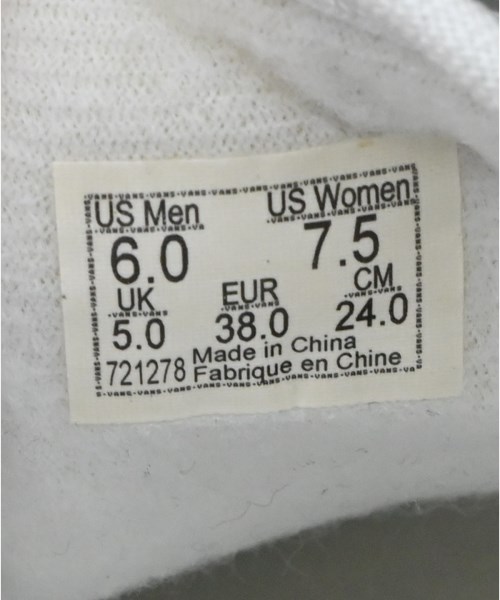 US Men US Women
6.0 7.5
UK EUR CM
5.0 38.0 24.0
721278 Made in China
Fabrique en Chine
VANS